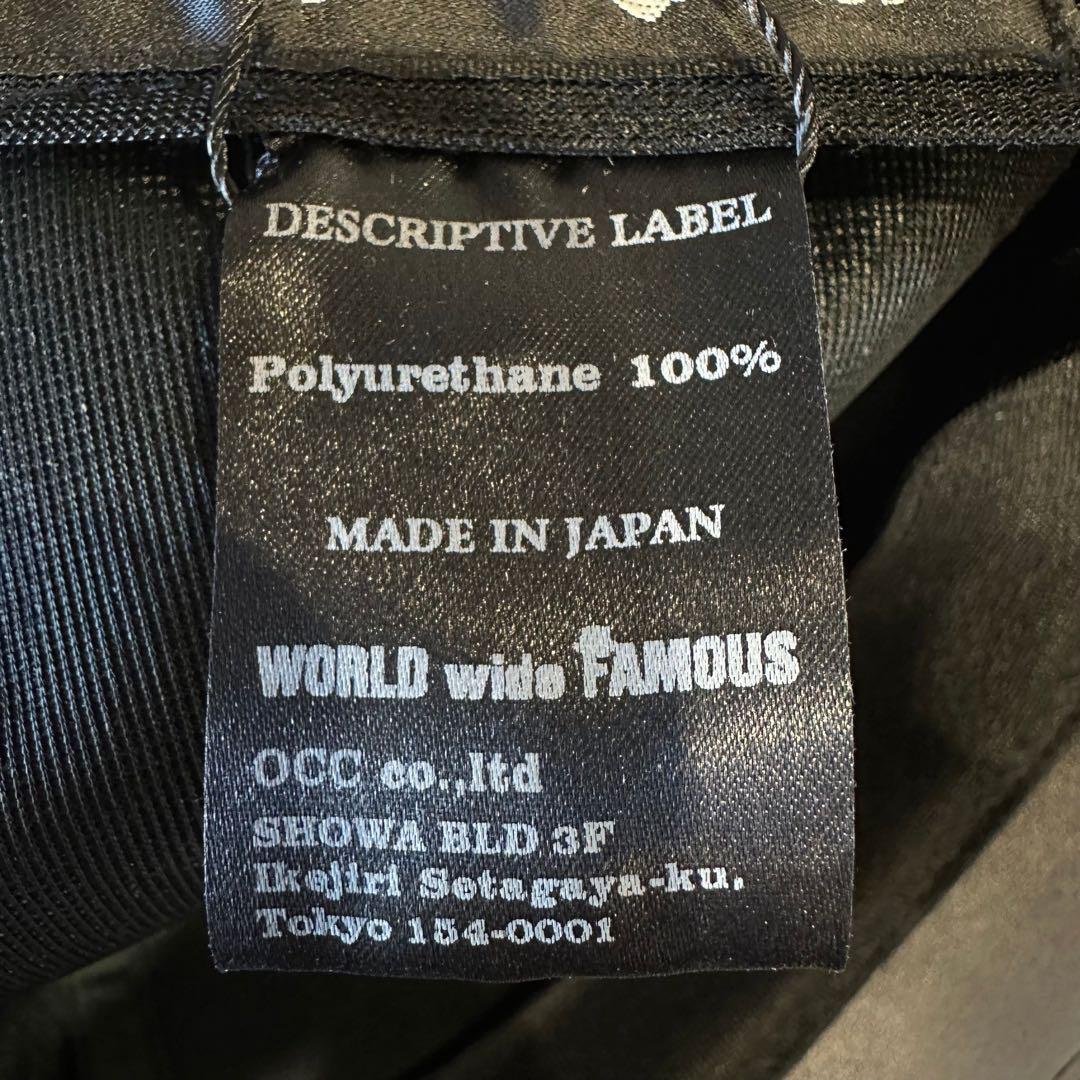 DESCRIPTIVE LABEL
Polyurethane 100%
MADE IN JAPAN
WORLD wide FAMOUS
OCC co.,ltd
SHOWA BLD 3F
Ikejiri Setagaya-ku,
Tokyo 154-0001